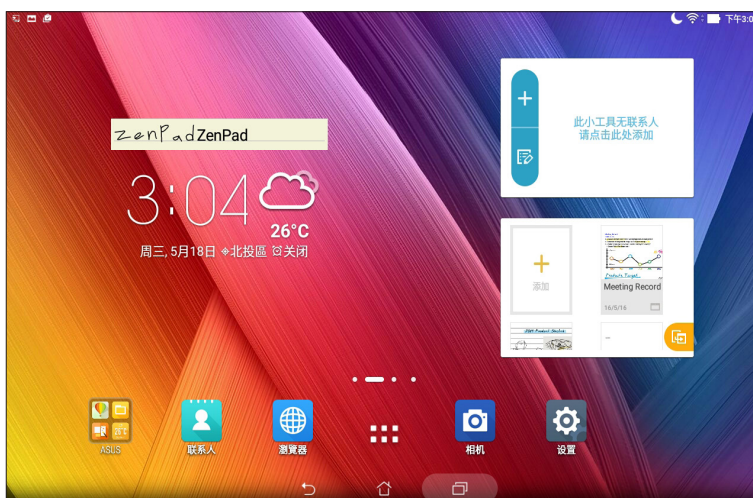 下午3:0
zenPad ZenPad
3:04
26°C
周三, 5月18日 北投區 关闭
此小工具无联系人
请点击此处添加
添加
Meeting Record
16/5/16
ASUS
联系人
瀏覽器
相机
设置